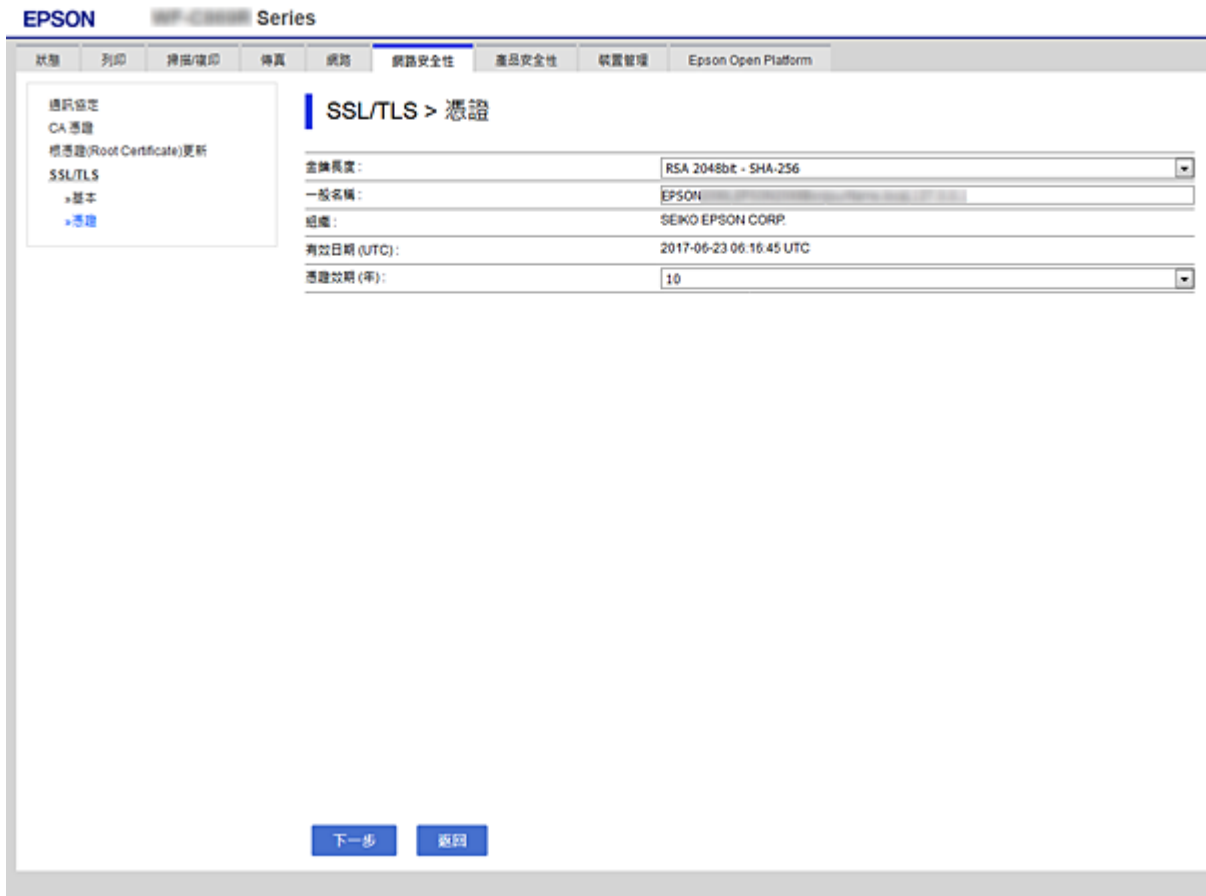 EPSON Series
狀態 列印 掃描/複印 傳真 網路 網路安全性 產品安全性 裝置管理 Epson Open Platform
通訊協定
CA 憑證
根憑證(Root Certificate)更新
SSL/TLS
»基本
»憑證
SSL/TLS > 憑證
金鑰長度 : RSA 2048bit - SHA-256
一般名稱 : EPSON
組織 : SEIKO EPSON CORP.
有效日期 (UTC) : 2017-06-23 06:16:45 UTC
憑證效期 (年) : 10
下一步 返回